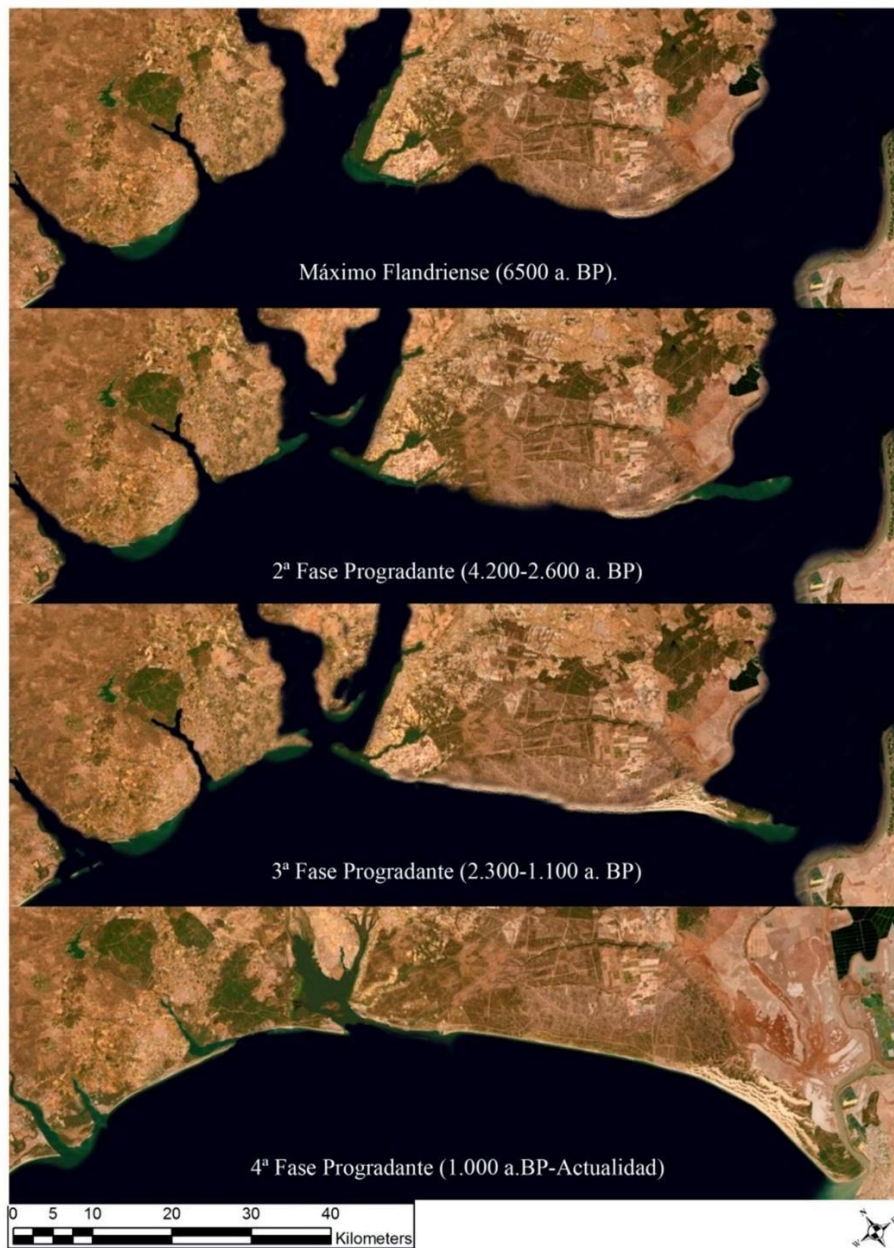 Máximo Flandriense (6500 a. BP).
2ª Fase Progradante (4.200-2.600 a. BP)
3ª Fase Progradante (2.300-1.100 a. BP)
4ª Fase Progradante (1.000 a.BP-Actualidad)
0 5 10 20 30 40
Kilometers
N
W